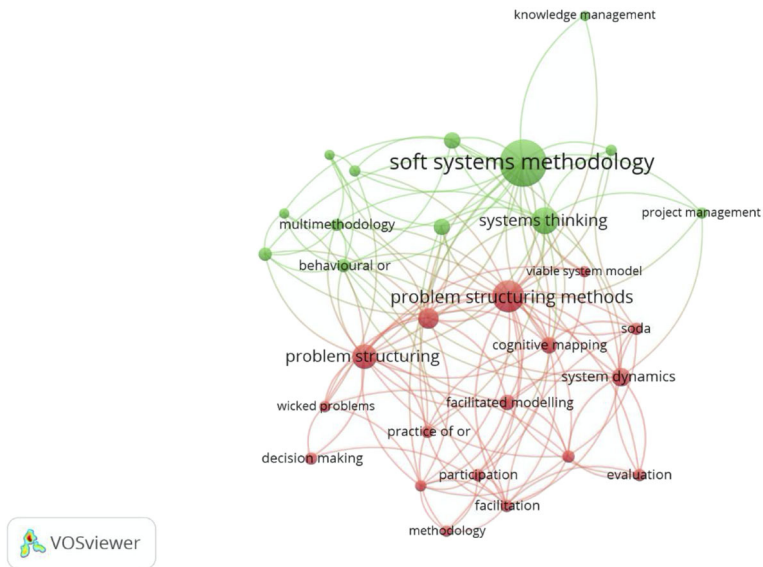 knowledge management
soft systems methodology
systems thinking
project management
multimethodology
behavioural or
viable system model
problem structuring methods
soda
cognitive mapping
problem structuring
system dynamics
facilitated modelling
wicked problems
practice of or
decision making
participation
evaluation
facilitation
methodology
VOSviewer